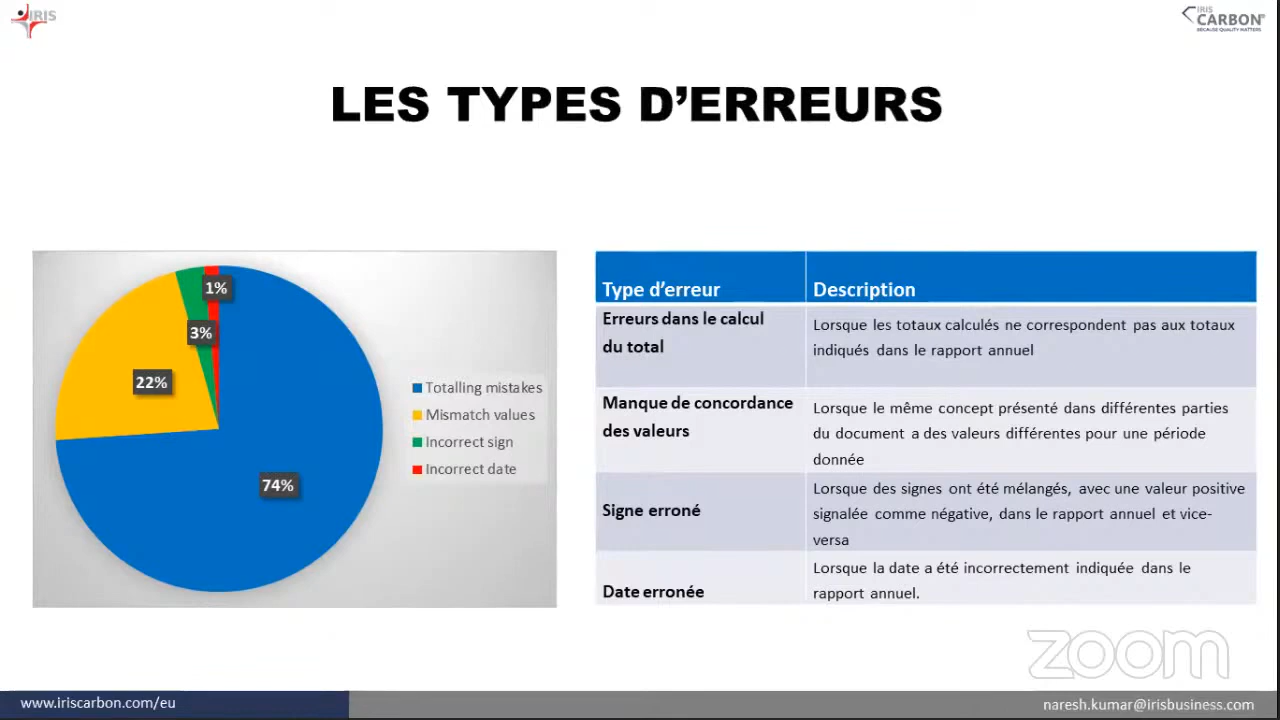 IRIS
IRIS
CARBON®
BECAUSE QUALITY MATTERS
LES TYPES D’ERREURS
1%
3%
22%
74%
Totalling mistakes
Mismatch values
Incorrect sign
Incorrect date
Type d’erreur
Description
Erreurs dans le calcul
du total
Lorsque les totaux calculés ne correspondent pas aux totaux
indiqués dans le rapport annuel
Manque de concordance
des valeurs
Lorsque le même concept présenté dans différentes parties
du document a des valeurs différentes pour une période
donnée
Signe erroné
Lorsque des signes ont été mélangés, avec une valeur positive
signalée comme négative, dans le rapport annuel et vice-
versa
Date erronée
Lorsque la date a été incorrectement indiquée dans le
rapport annuel.
zoom
www.iriscarbon.com/eu
naresh.kumar@irisbusiness.com